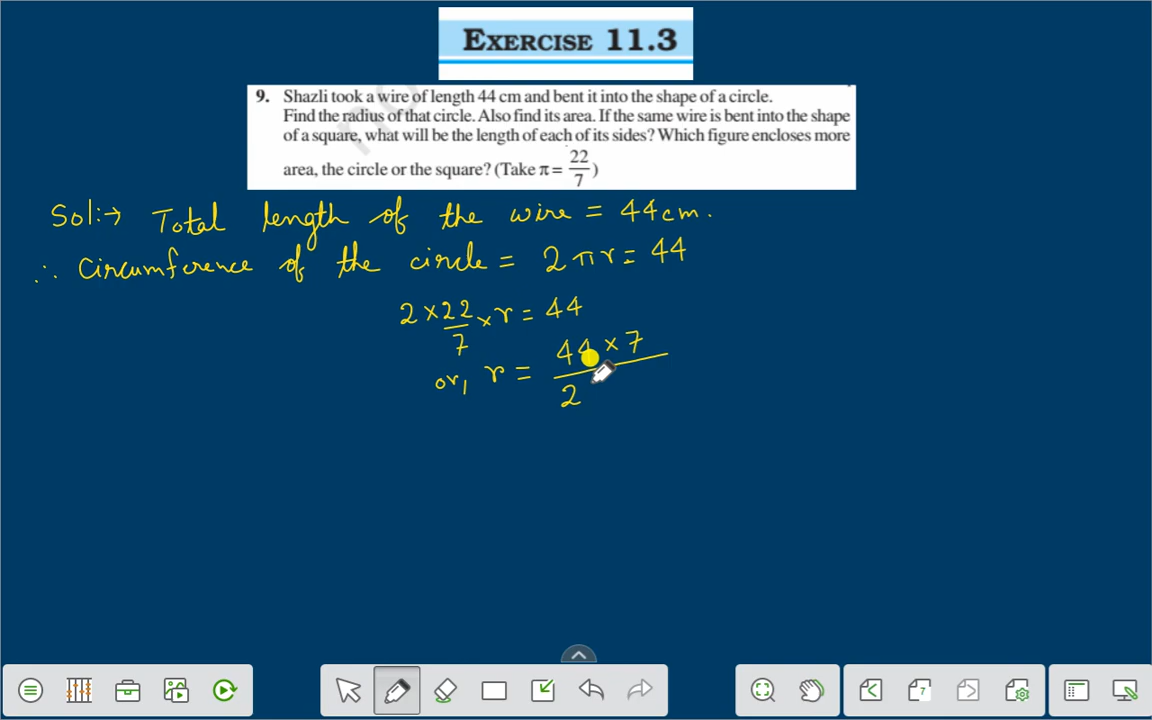 EXERCISE 11.3
9. Shazli took a wire of length 44 cm and bent it into the shape of a circle.
Find the radius of that circle. Also find its area. If the same wire is bent into the shape
of a square, what will be the length of each of its sides? Which figure encloses more
area, the circle or the square? (Take π = 22/7)
Sol:→ Total length of the wire = 44 cm.
∴ Circumference of the circle = 2πr = 44
2 × 22/7 × r = 44
or, r = 44 × 7 / 2
7